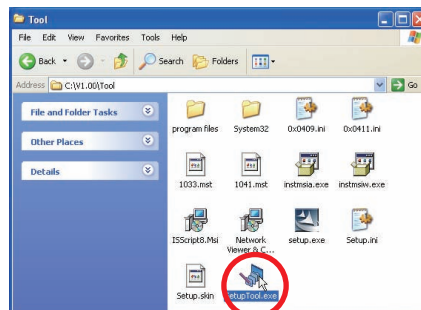 Tool
File Edit View Favorites Tools Help
Back Search Folders
Address C:\V1.00\Tool Go
File and Folder Tasks
Other Places
Details
program files System32 0x0409.ini 0x0411.ini
1033.mst 1041.mst instmsia.exe instmsiw.exe
ISScript8.Msi Network Viewer & C... setup.exe Setup.ini
Setup.skin SetupTool.exe